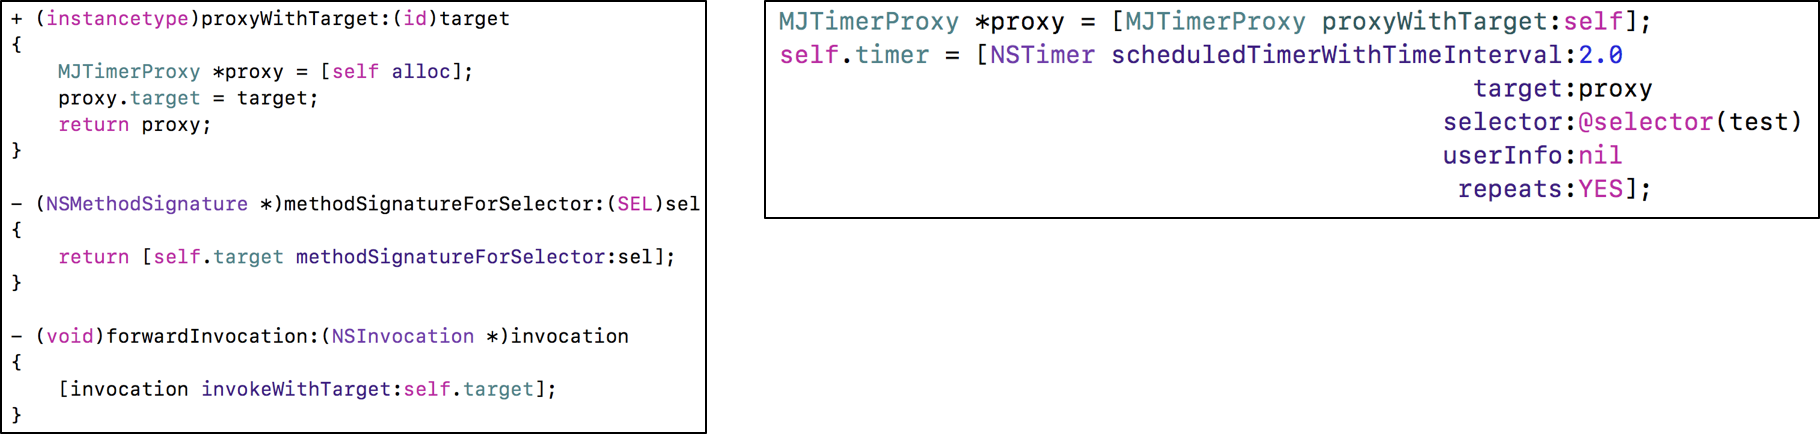 + (instancetype)proxyWithTarget:(id)target
{
    MJTimerProxy *proxy = [self alloc];
    proxy.target = target;
    return proxy;
}

- (NSMethodSignature *)methodSignatureForSelector:(SEL)sel
{
    return [self.target methodSignatureForSelector:sel];
}

- (void)forwardInvocation:(NSInvocation *)invocation
{
    [invocation invokeWithTarget:self.target];
}

MJTimerProxy *proxy = [MJTimerProxy proxyWithTarget:self];
self.timer = [NSTimer scheduledTimerWithTimeInterval:2.0
                                              target:proxy
                                            selector:@selector(test)
                                            userInfo:nil
                                             repeats:YES];